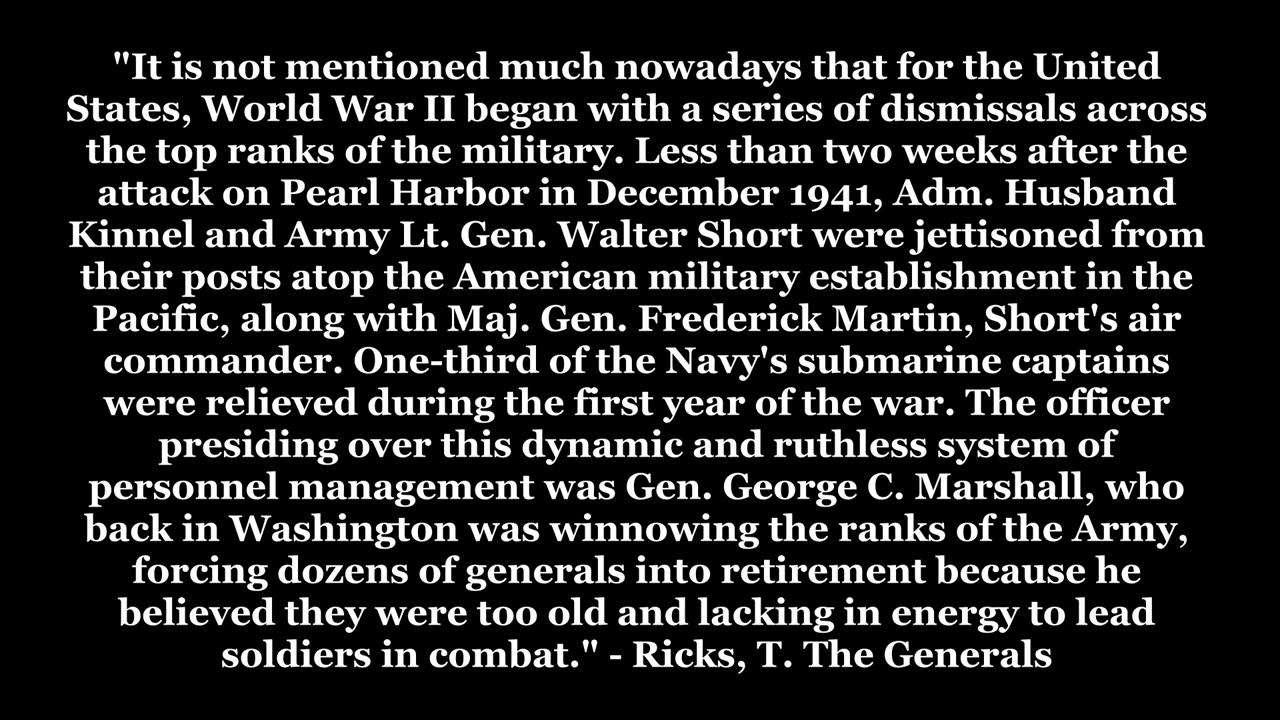 "It is not mentioned much nowadays that for the United
States, World War II began with a series of dismissals across
the top ranks of the military. Less than two weeks after the
attack on Pearl Harbor in December 1941, Adm. Husband
Kinnel and Army Lt. Gen. Walter Short were jettisoned from
their posts atop the American military establishment in the
Pacific, along with Maj. Gen. Frederick Martin, Short's air
commander. One-third of the Navy's submarine captains
were relieved during the first year of the war. The officer
presiding over this dynamic and ruthless system of
personnel management was Gen. George C. Marshall, who
back in Washington was winnowing the ranks of the Army,
forcing dozens of generals into retirement because he
believed they were too old and lacking in energy to lead
soldiers in combat." - Ricks, T. The Generals